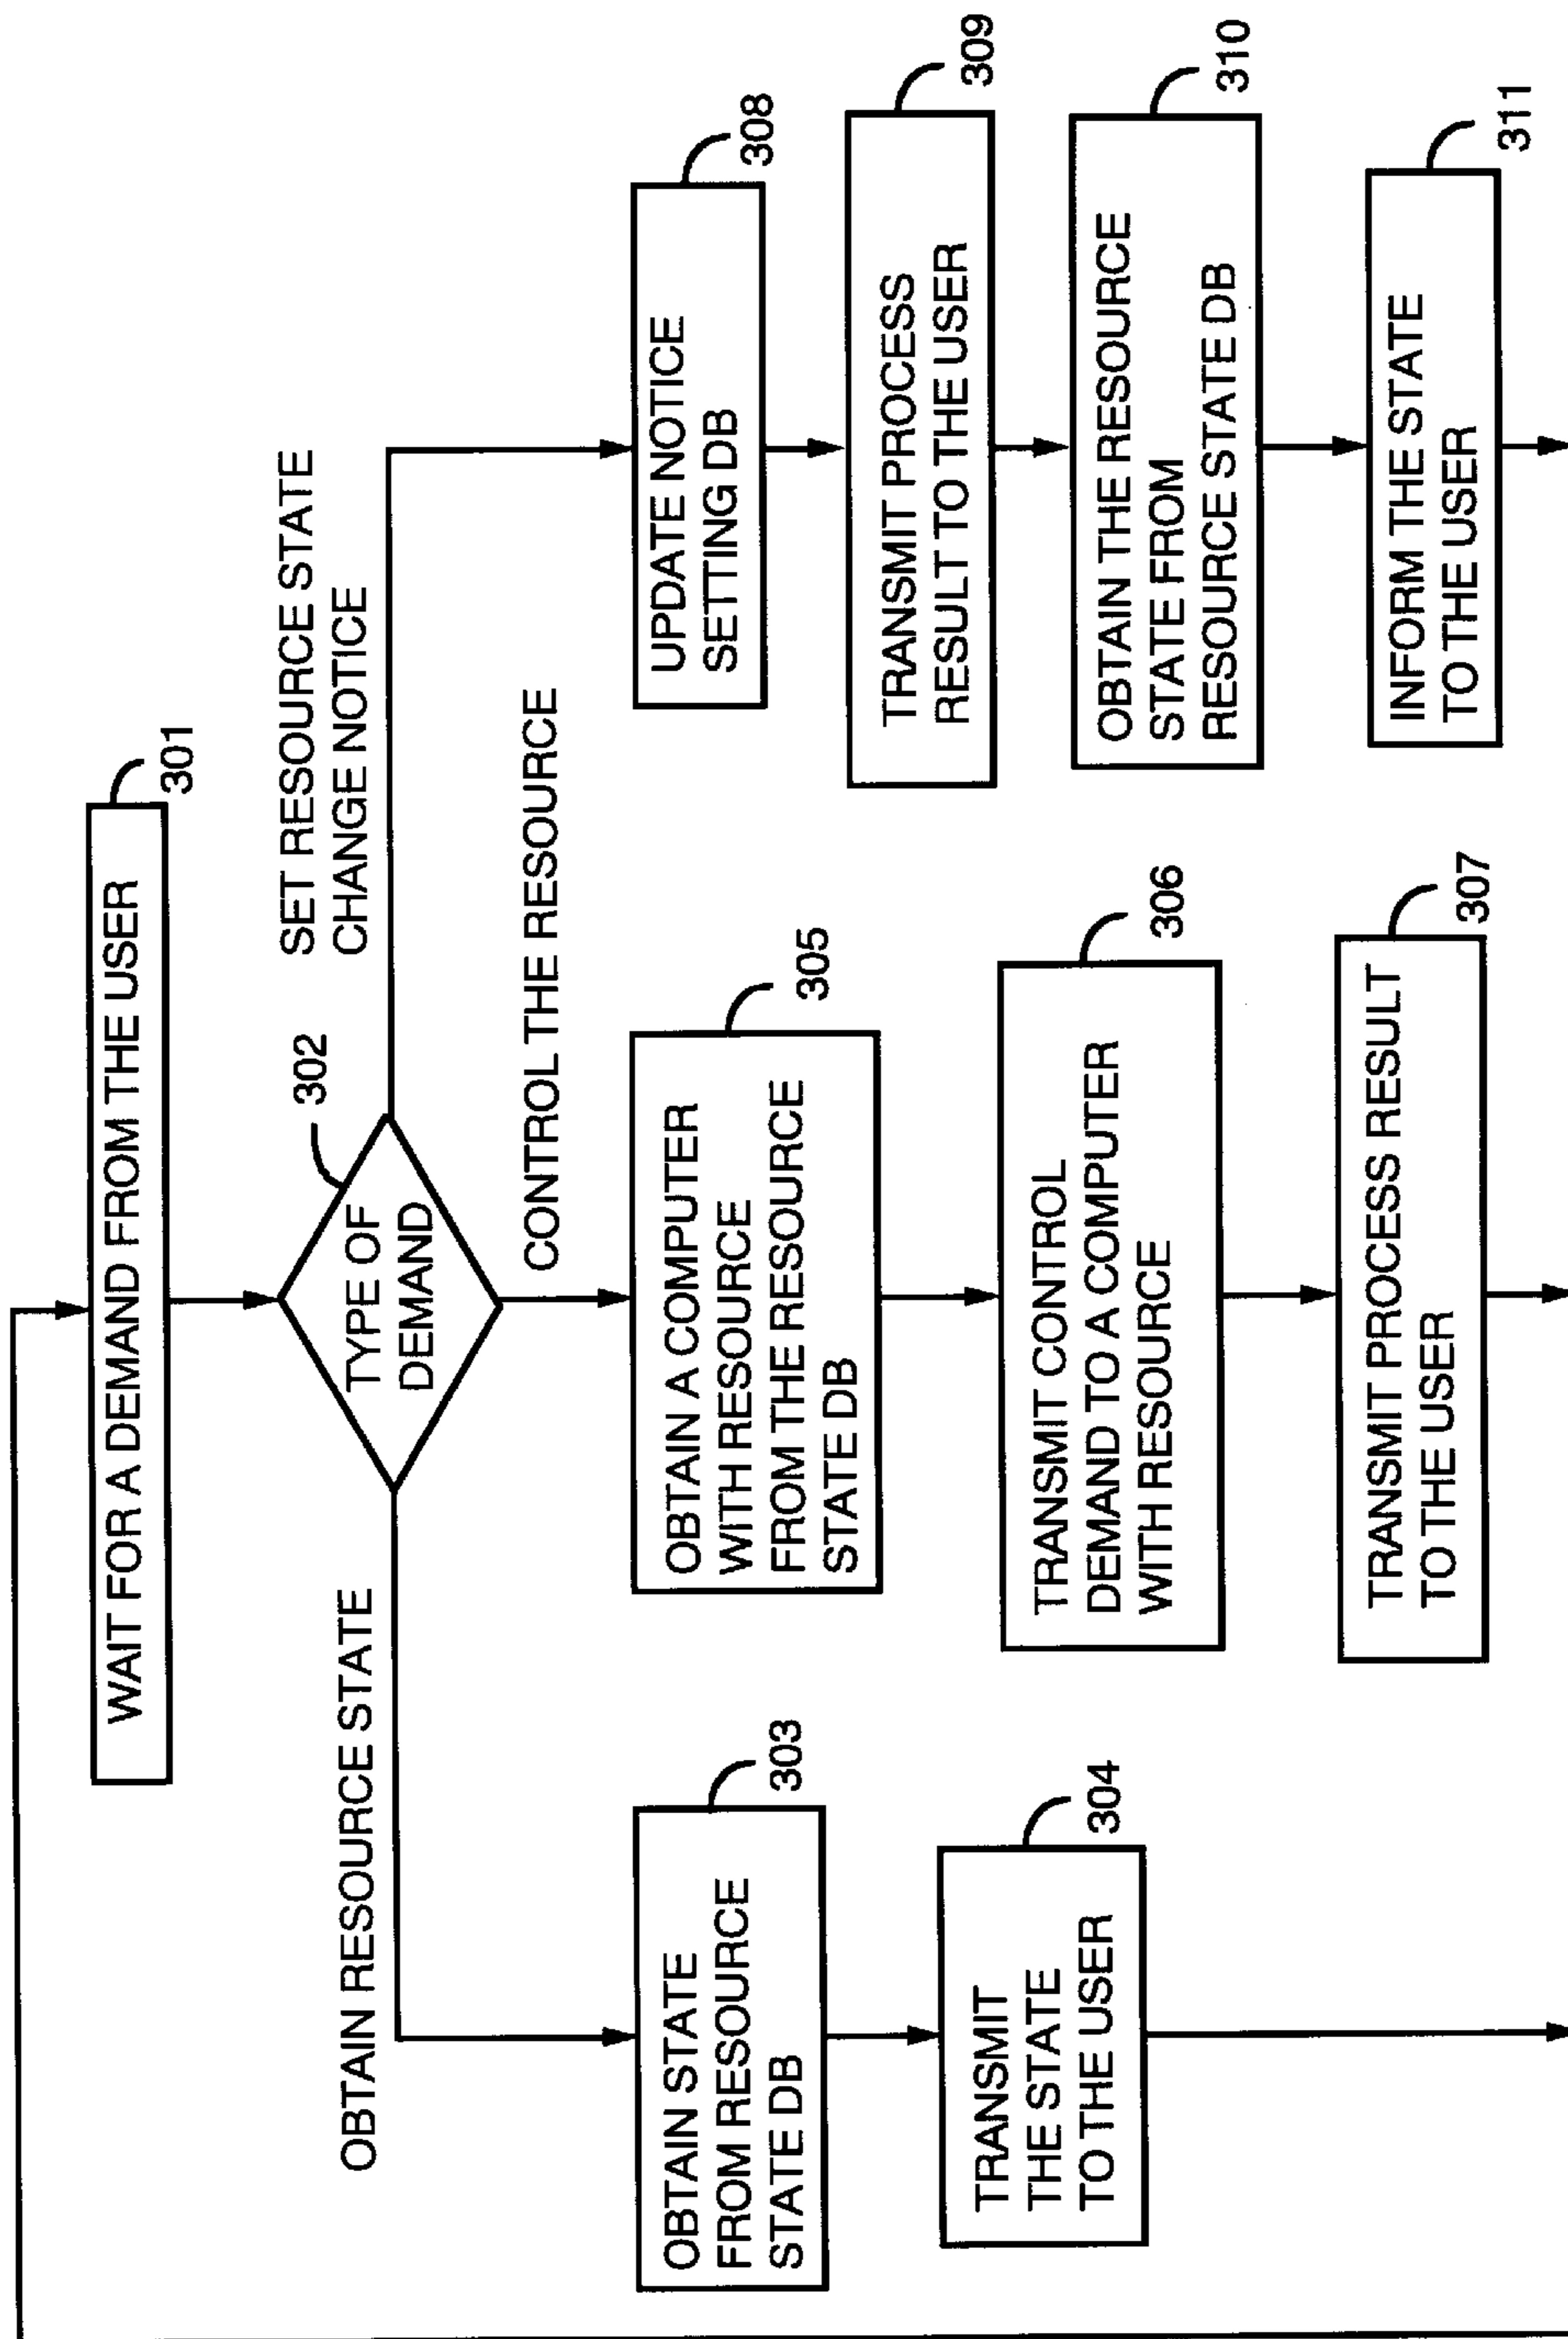 WAIT FOR A DEMAND FROM THE USER
301
302
TYPE OF
DEMAND
OBTAIN RESOURCE STATE
OBTAIN STATE
FROM RESOURCE
STATE DB
303
TRANSMIT
THE STATE
TO THE USER
304
CONTROL THE RESOURCE
OBTAIN A COMPUTER
WITH RESOURCE
FROM THE RESOURCE
STATE DB
305
TRANSMIT CONTROL
DEMAND TO A COMPUTER
WITH RESOURCE
306
TRANSMIT PROCESS RESULT
TO THE USER
307
SET RESOURCE STATE
CHANGE NOTICE
UPDATE NOTICE
SETTING DB
308
TRANSMIT PROCESS
RESULT TO THE USER
309
OBTAIN THE RESOURCE
STATE FROM
RESOURCE STATE DB
310
INFORM THE STATE
TO THE USER
311